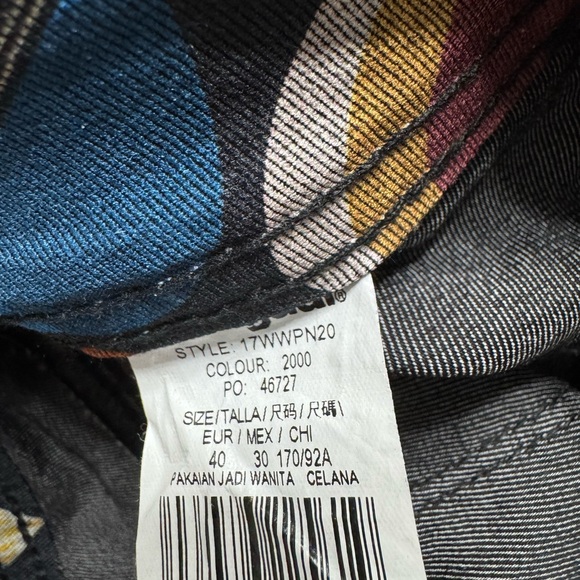 STYLE: 17WWPN20
COLOUR: 2000
PO: 46727
SIZE/TALLA/尺码/尺碼\
EUR / MEX / CHI
40 30 170/92A
PAKAIAN JADI WANITA CELANA